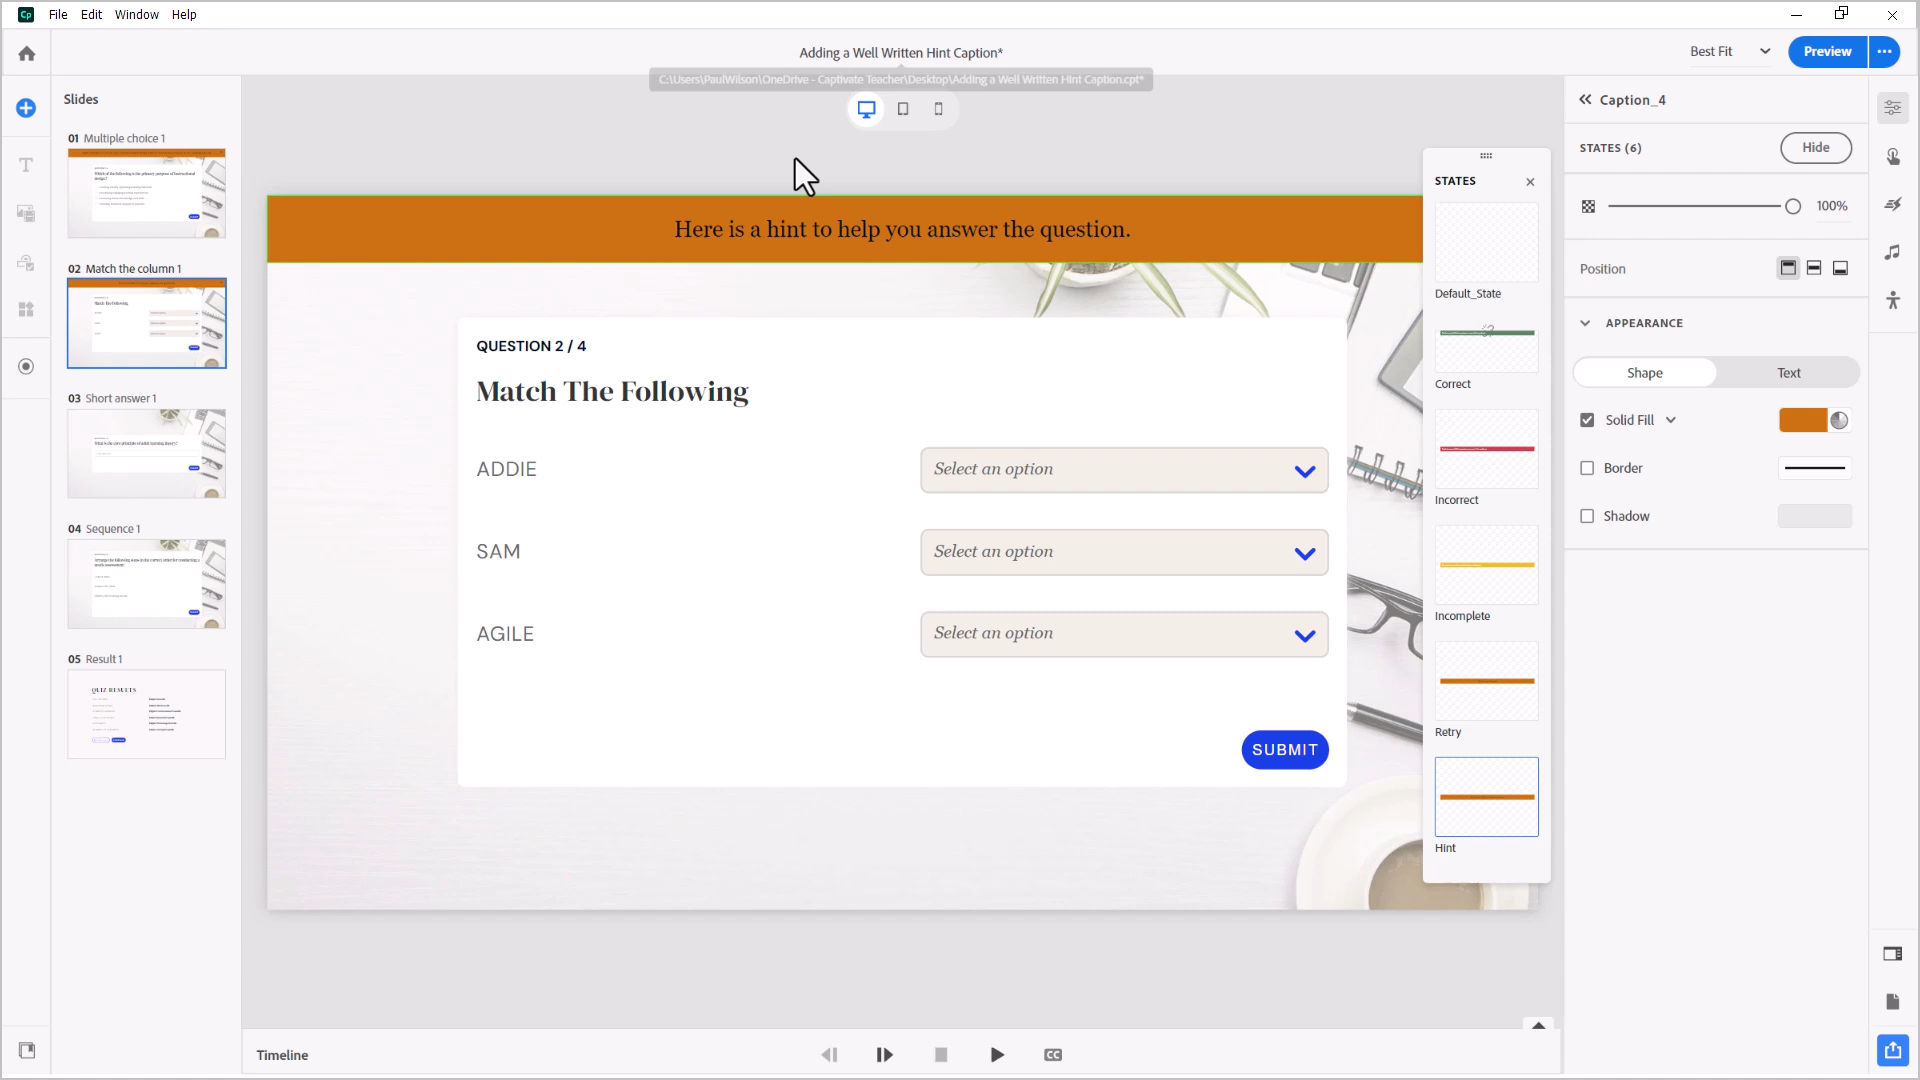 Cp File Edit Window Help
Adding a Well Written Hint Caption*
Best Fit
Preview
C:\Users\PaulWilson\OneDrive - Captivate Teacher\Desktop\Adding a Well Written Hint Caption.cpt*
Slides
01 Multiple choice 1
02 Match the column 1
03 Short answer 1
04 Sequence 1
05 Result 1
QUIZ RESULTS
Here is a hint to help you answer the question.
QUESTION 2 / 4
Match The Following
ADDIE
Select an option
SAM
Select an option
AGILE
Select an option
SUBMIT
STATES
Default_State
Correct
Incorrect
Incomplete
Retry
Hint
Caption_4
STATES (6)
Hide
100%
Position
APPEARANCE
Shape
Text
Solid Fill
Border
Shadow
Timeline
CC